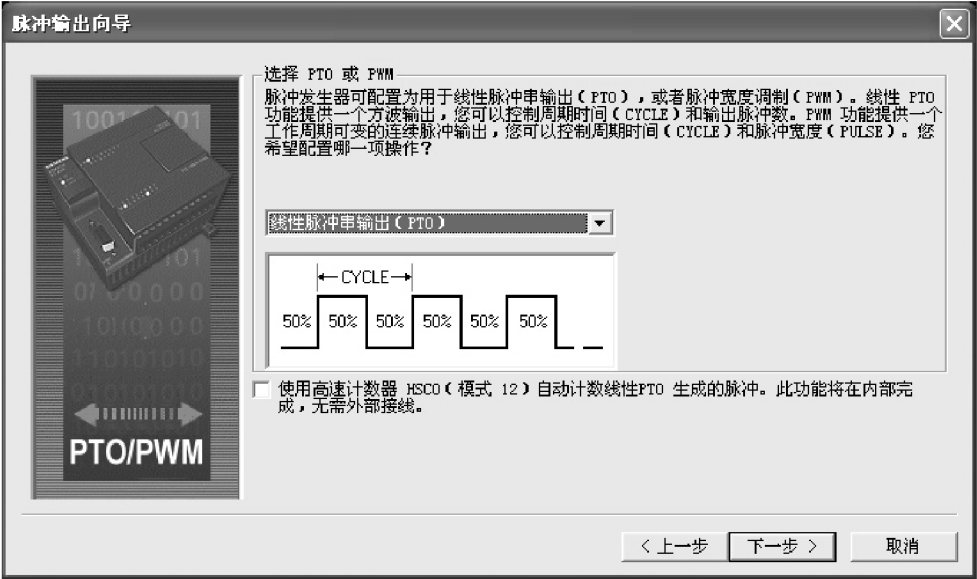 脉冲输出向导
选择 PTO 或 PWM
脉冲发生器可配置为用于线性脉冲串输出(PTO),或者脉冲宽度调制(PWM)。线性 PTO
功能提供一个方波输出,您可以控制周期时间(CYCLE)和输出脉冲数。PWM 功能提供一个
工作周期可变的连续脉冲输出,您可以控制周期时间(CYCLE)和脉冲宽度(PULSE)。您
希望配置哪一项操作?
线性脉冲串输出(PTO)
CYCLE
50% 50% 50% 50% 50% 50%
使用高速计数器 HSC0(模式 12)自动计数线性PTO 生成的脉冲。此功能将在内部完
成,无需外部接线。
PTO/PWM
< 上一步 下一步 > 取消